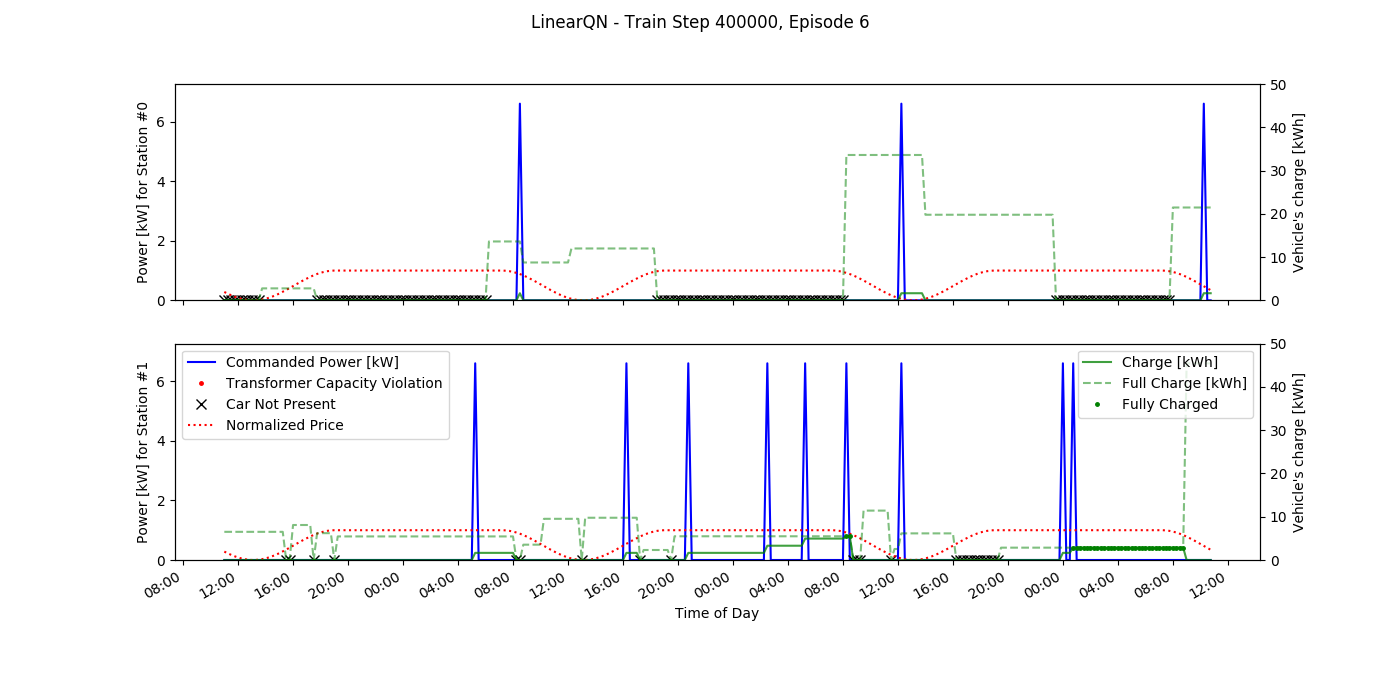 LinearQN - Train Step 400000, Episode 6
Power [kW] for Station #0
6
4
2
0
50
40
30
20
10
0
Vehicle's charge [kWh]
Power [kW] for Station #1
6
4
2
0
Commanded Power [kW]
Transformer Capacity Violation
Car Not Present
Normalized Price
Charge [kWh]
Full Charge [kWh]
Fully Charged
50
40
30
20
10
0
Vehicle's charge [kWh]
08:00 12:00 16:00 20:00 00:00 04:00 08:00 12:00 16:00 20:00 00:00 04:00 08:00 12:00 16:00 20:00 00:00 04:00 08:00 12:00
Time of Day